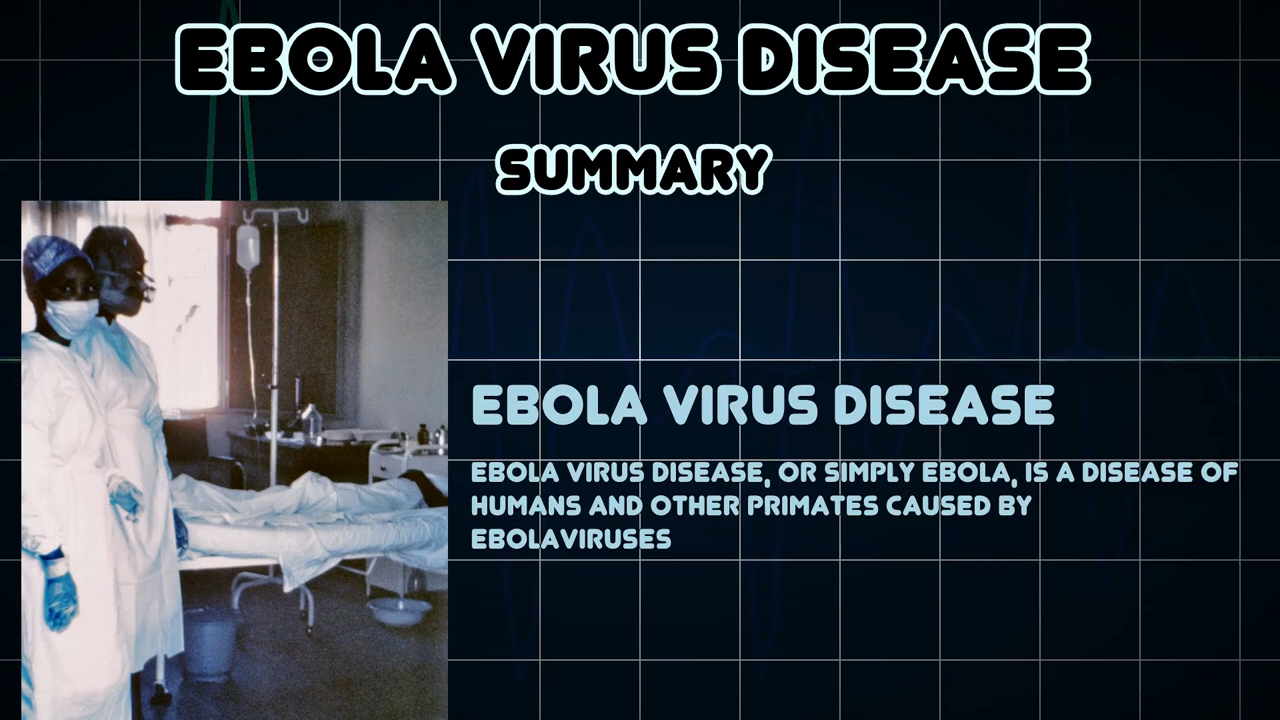 EBOLA VIRUS DISEASE
SUMMARY
EBOLA VIRUS DISEASE
EBOLA VIRUS DISEASE, OR SIMPLY EBOLA, IS A DISEASE OF
HUMANS AND OTHER PRIMATES CAUSED BY
EBOLAVIRUSES